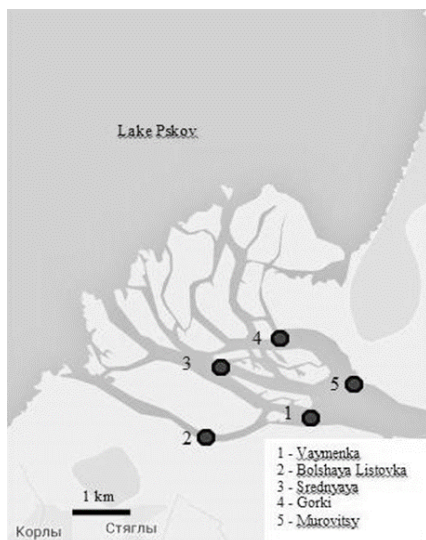 Lake Pskov
4
3
5
1
2
1 - Vaymenka
2 - Bolshaya Listovka
3 - Srednyaya
4 - Gorki
5 - Murovitsy
1 km
Корлы
Стяглы